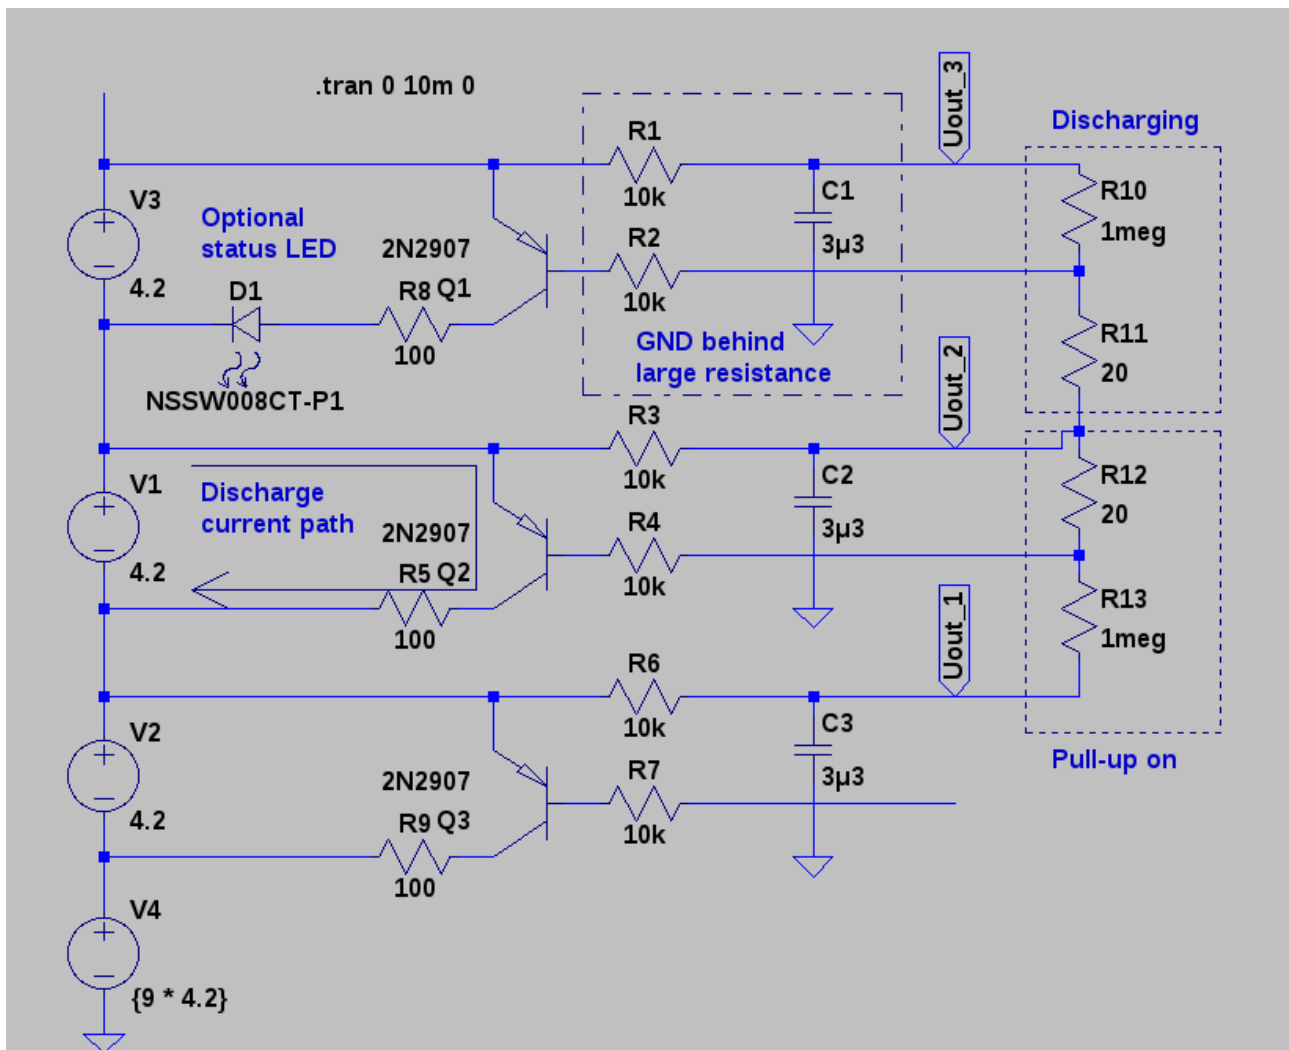 .tran 0 10m 0
Uout_3
Discharging
R1
10k
V3
4.2
Optional
status LED
2N2907
R8
Q1
100
D1
NSSW008CT-P1
R2
10k
C1
3µ3
GND behind
large resistance
R10
1meg
R11
20
Uout_2
R3
10k
V1
4.2
Discharge
current path
2N2907
R5
Q2
100
R4
10k
C2
3µ3
R12
20
R13
1meg
Uout_1
R6
10k
V2
4.2
2N2907
R9
Q3
100
R7
10k
C3
3µ3
Pull-up on
V4
{9 * 4.2}